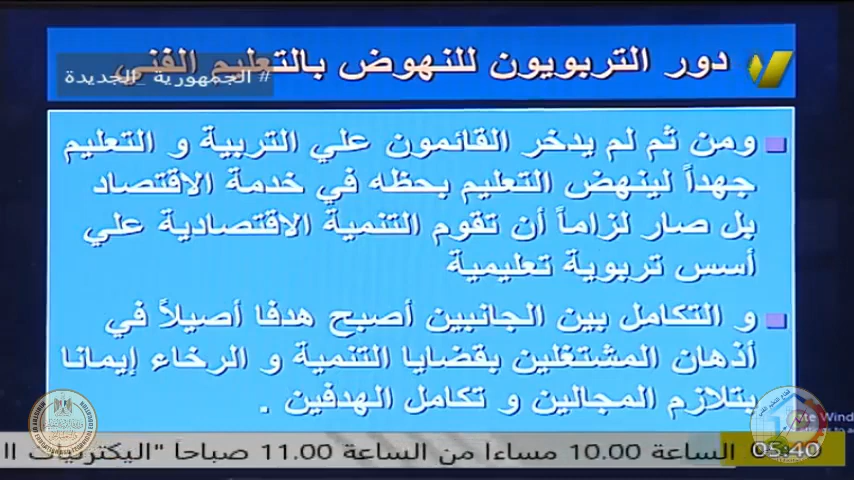 دور التربويون للنهوض بالتعليم الفني
# الجمهورية _الجديدة
ومن ثم لم يدخر القائمون علي التربية و التعليم
جهداً لينهض التعليم بحظه في خدمة الاقتصاد
بل صار لزاماً أن تقوم التنمية الاقتصادية علي
أسس تربوية تعليمية
و التكامل بين الجانبين أصبح هدفا أصيلاً في
أذهان المشتغلين بقضايا التنمية و الرخاء إيمانا
بتلازم المجالين و تكامل الهدفين .
الساعة 10.00 مساءا من الساعة 11.00 صباحا "اليكترنيات
05:40